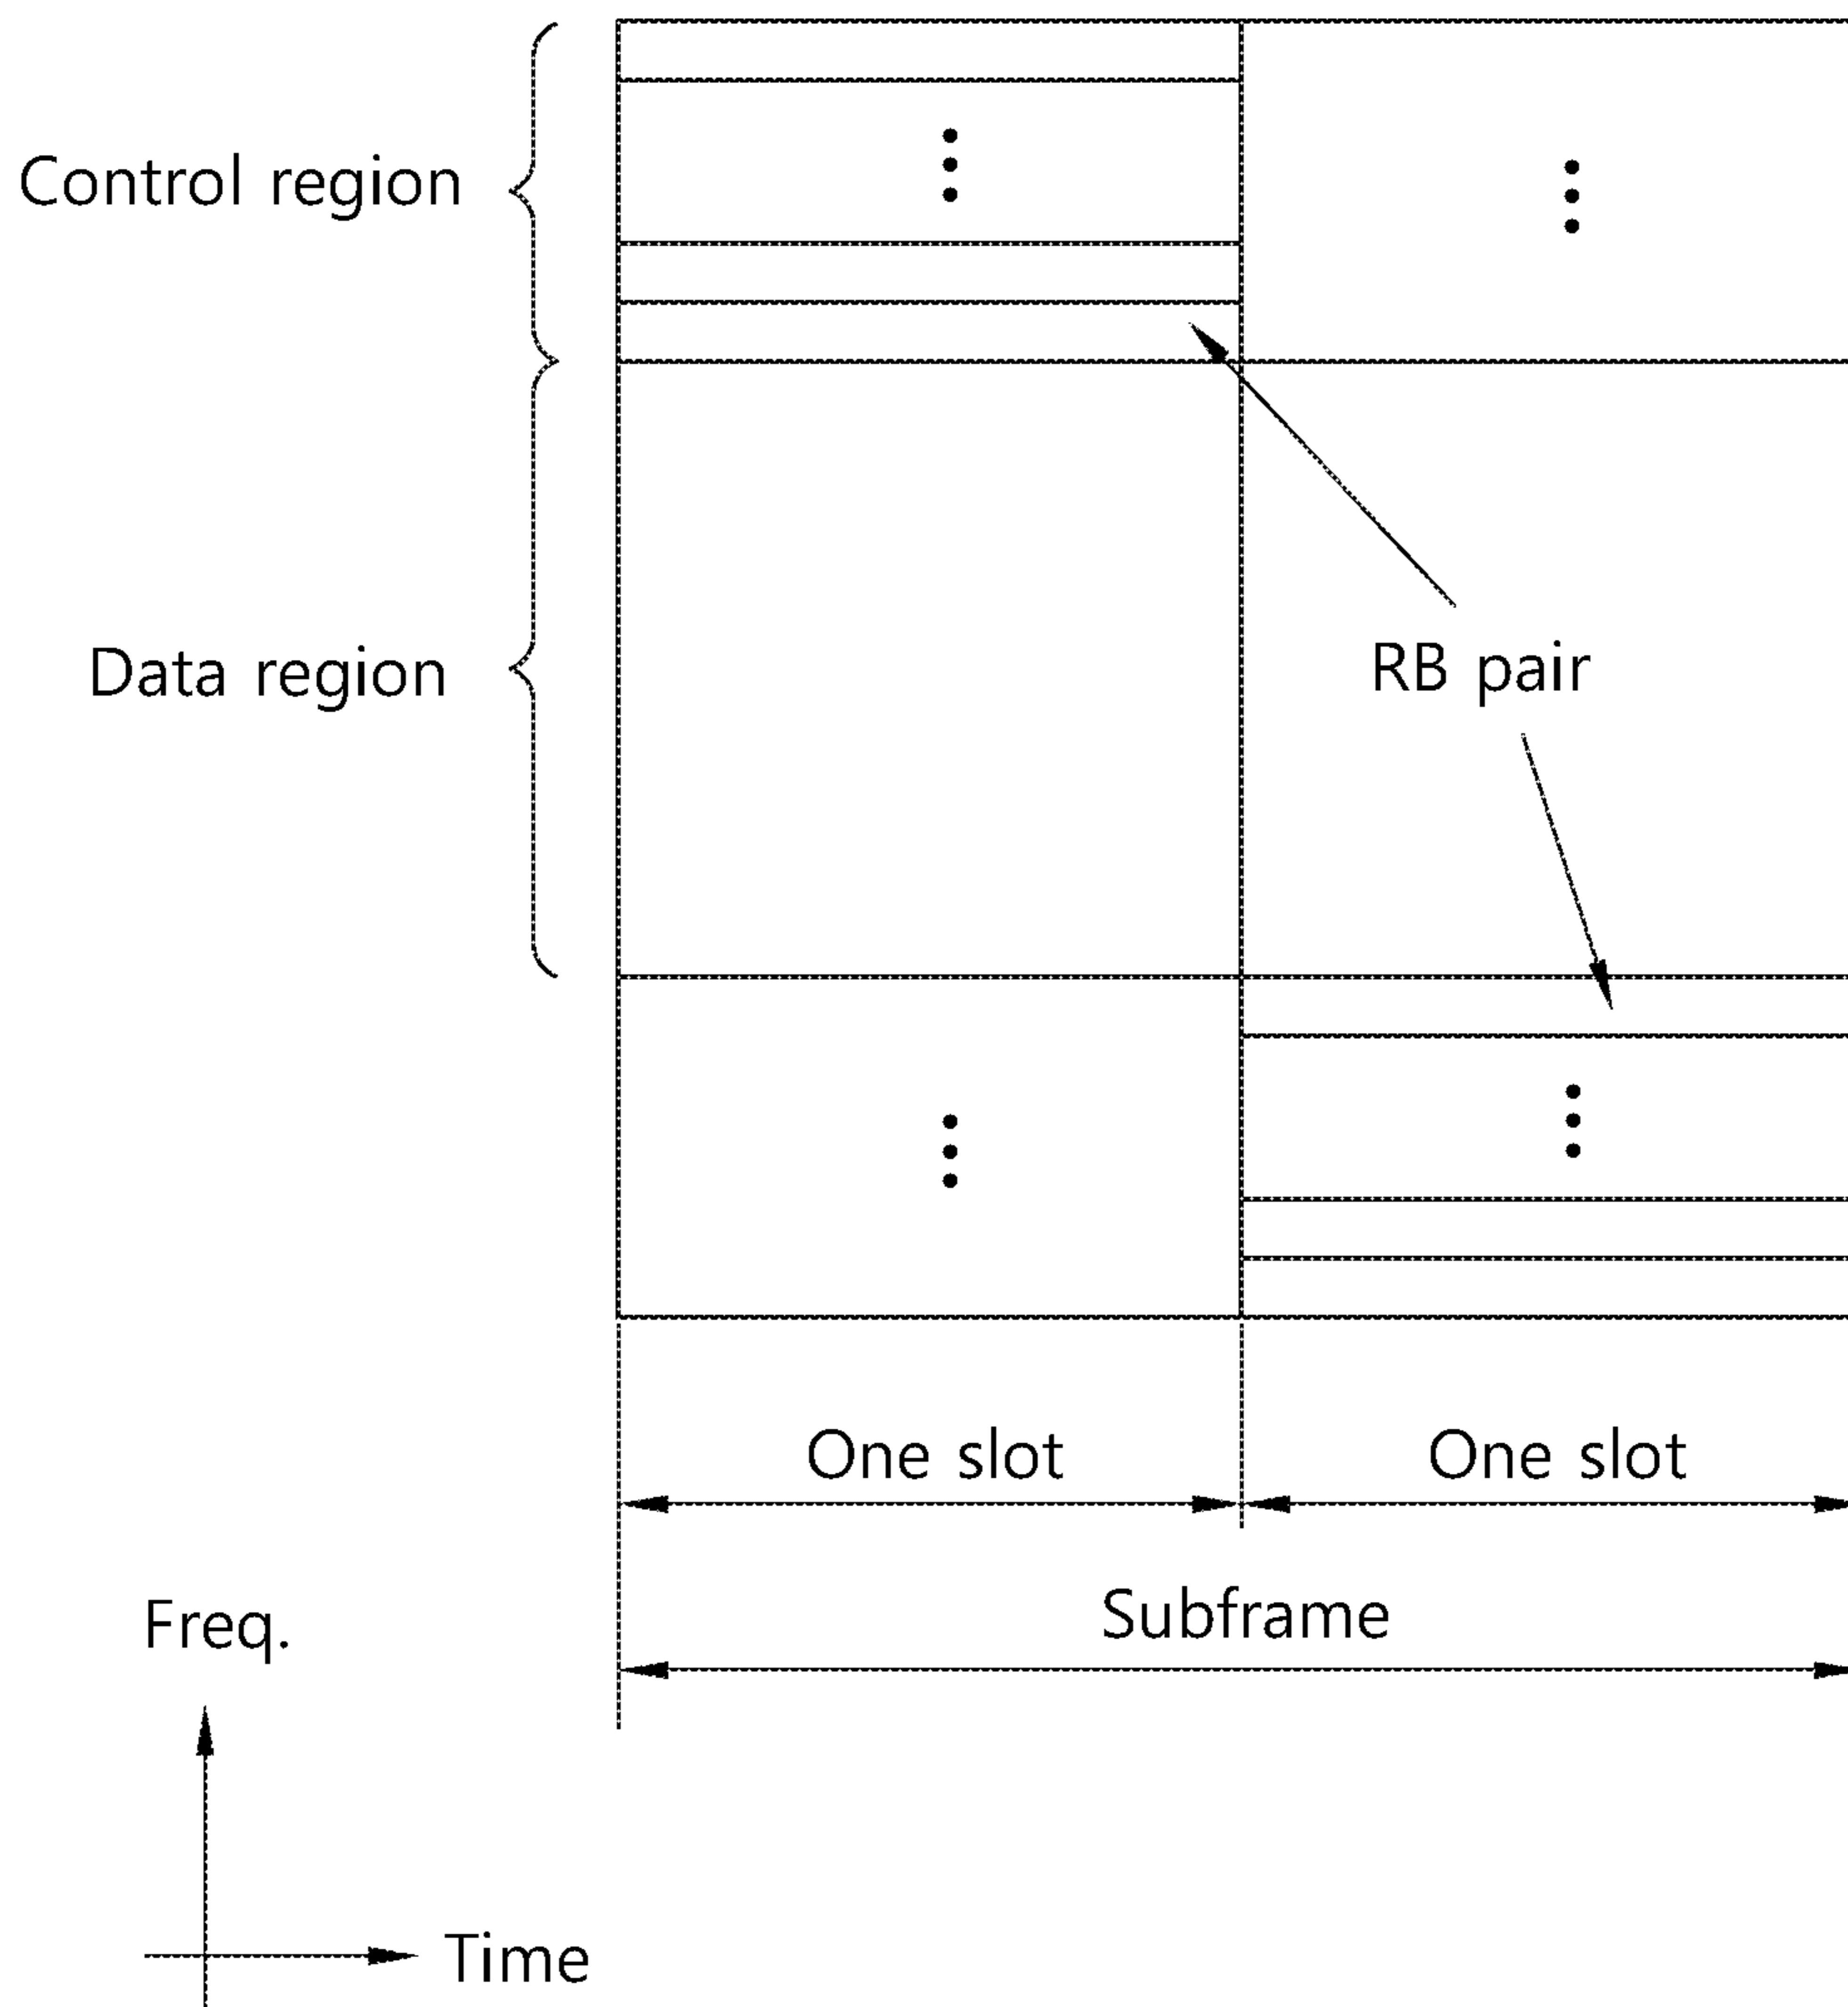 Control region
Data region
RB pair
One slot
One slot
Subframe
Freq.
Time